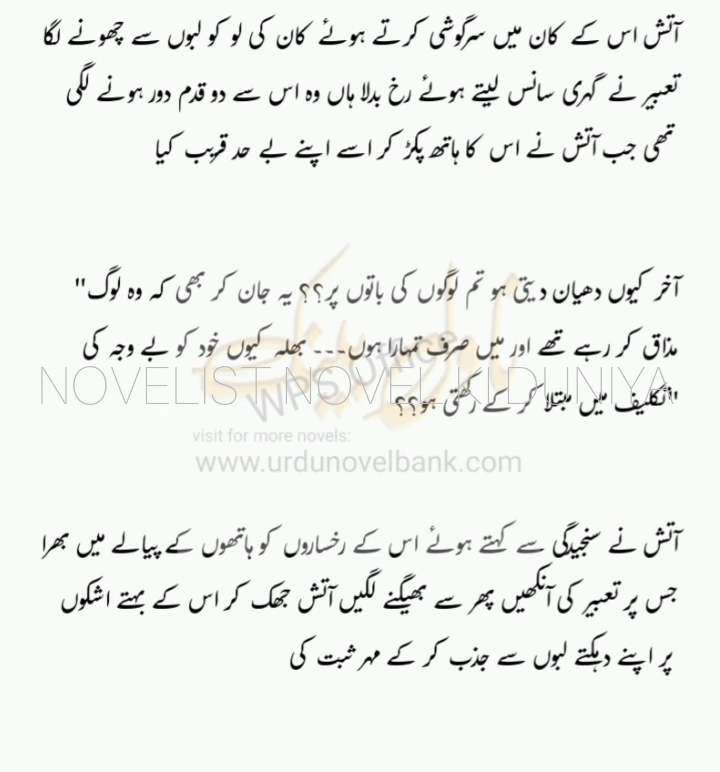 آتش اس کے کان میں سرگوشی کرتے ہوئے کان کی لو کو لبوں سے چھونے لگا
تعبیر نے گہری سانس لیتے ہوئے رخ بدلا ہاں وہ اس سے دو قدم دور ہونے لگی
تھی جب آتش نے اس کا ہاتھ پکڑ کر اسے اپنے بے حد قریب کیا
آخر کیوں دھیان دیتی ہو تم لوگوں کی باتوں پر؟؟ یہ جان کر بھی کہ وہ لوگ"
مذاق کر رہے تھے اور میں صرف تمہارا ہوں۔۔۔ بھلہ کیوں خود کو بے وجہ کی
NOVELIST NOVEL KI DUNIYA
"تکلیف میں مبتلا کر کے رکھتی ہو؟؟
WPS Office
visit for more novels:
www.urdunovelbank.com
آتش نے سنجیدگی سے کہتے ہوئے اس کے رخساروں کو ہاتھوں کے پیالے میں بھرا
جس پر تعبیر کی آنکھیں پھر سے بھیگنے لگیں آتش جھک کر اس کے بہتے اشکوں
پر اپنے دہکتے لبوں سے جذب کر کے مہر ثبت کی